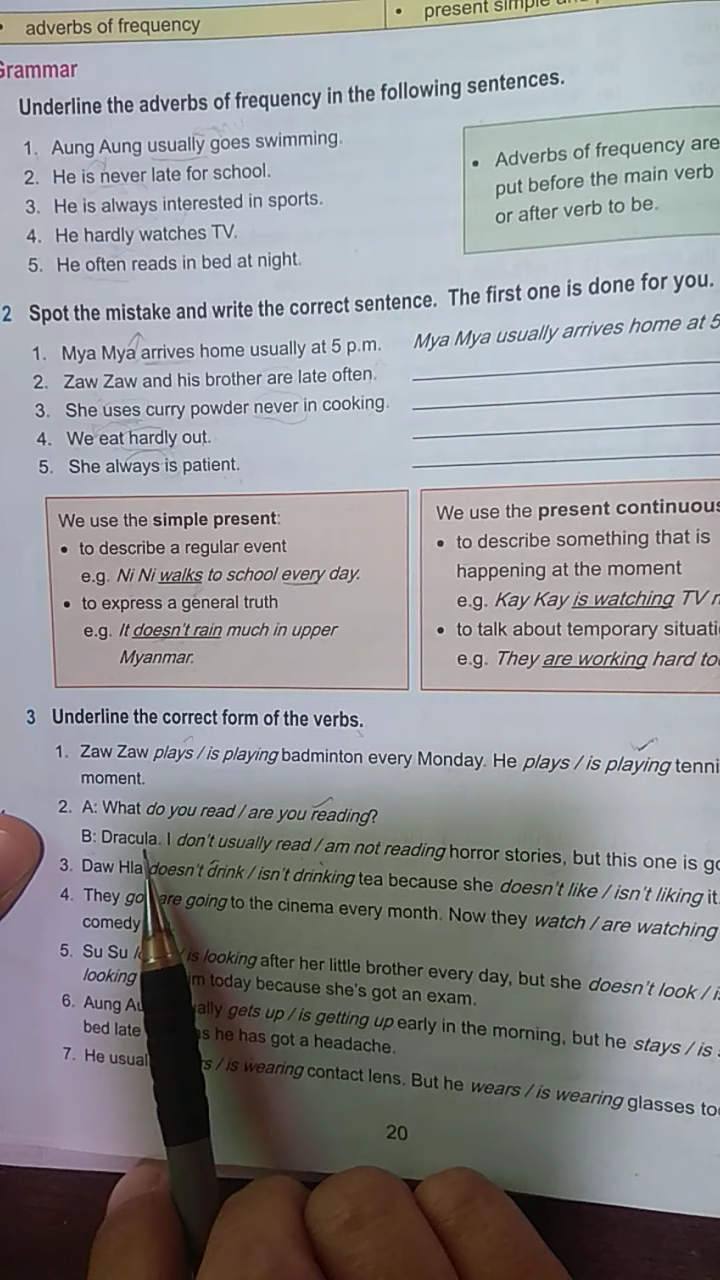 • adverbs of frequency
• present simple
Grammar
Underline the adverbs of frequency in the following sentences.
1. Aung Aung usually goes swimming.
2. He is never late for school.
3. He is always interested in sports.
4. He hardly watches TV.
5. He often reads in bed at night.
• Adverbs of frequency are
put before the main verb
or after verb to be.
2 Spot the mistake and write the correct sentence. The first one is done for you.
1. Mya Mya arrives home usually at 5 p.m. Mya Mya usually arrives home at 5
2. Zaw Zaw and his brother are late often.
3. She uses curry powder never in cooking.
4. We eat hardly out.
5. She always is patient.
We use the simple present:
• to describe a regular event
e.g. Ni Ni walks to school every day.
• to express a general truth
e.g. It doesn't rain much in upper
Myanmar.
We use the present continuous
• to describe something that is
happening at the moment
e.g. Kay Kay is watching TV
• to talk about temporary
e.g. They are working hard
3 Underline the correct form of the verbs.
1. Zaw Zaw plays / is playing badminton every Monday. He plays / is playing
moment.
2. A: What do you read / are you reading?
B: Dracula. I don't usually read / am not reading horror stories, but this one is
3. Daw Hla doesn't drink / isn't drinking tea because she doesn't like / isn't liking it
4. They go are going to the cinema every month. Now they watch / are watching
comedy
5. Su Su / is looking after her little brother every day, but she doesn't look /
looking today because she's got an exam.
6. Aung gets up / is getting up early in the morning, but he stays / is
bed late he has got a headache.
7. He / is wearing contact lens. But he wears / is wearing glasses
20